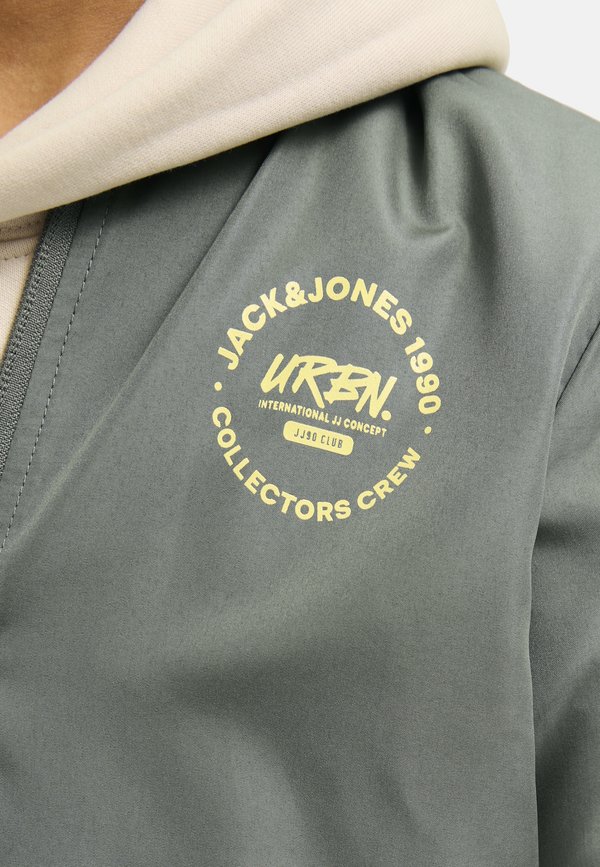 JACK&JONES 1990
URBN.
INTERNATIONAL JJ CONCEPT
JJ90 CLUB
· COLLECTORS CREW ·